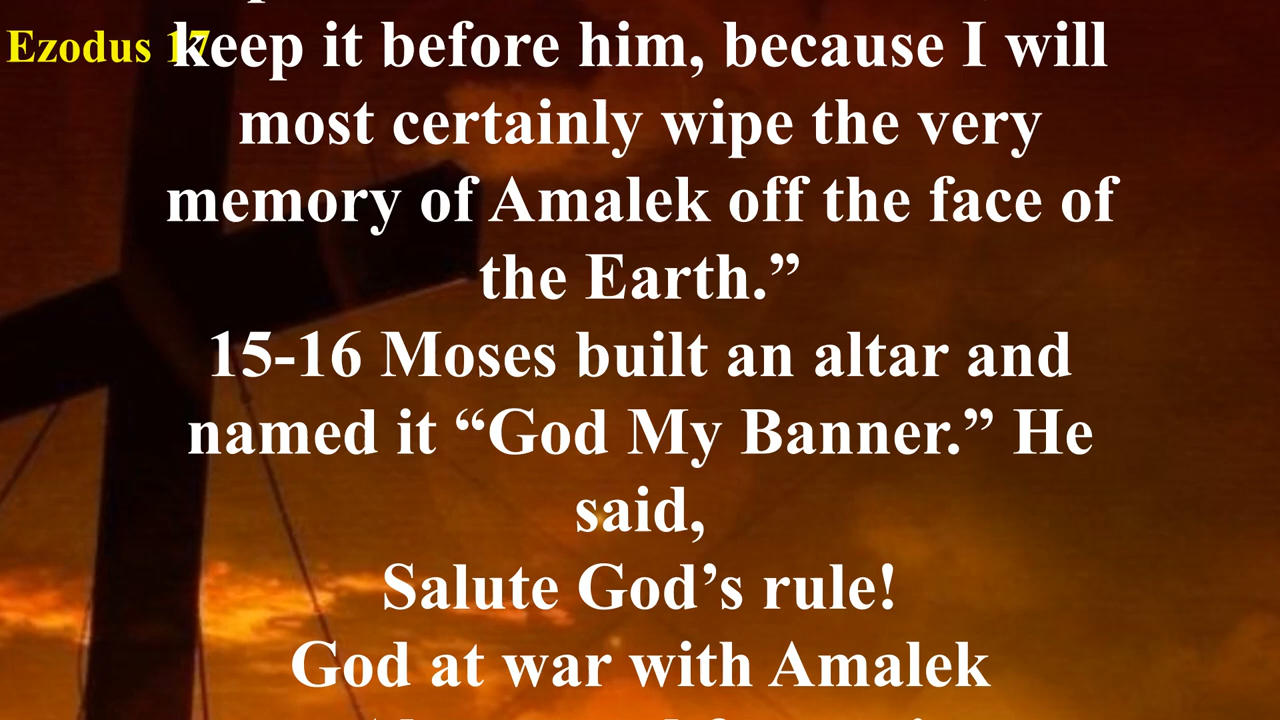 Ezodus 17
keep it before him, because I will
most certainly wipe the very
memory of Amalek off the face of
the Earth.”
15-16 Moses built an altar and
named it “God My Banner.” He
said,
Salute God’s rule!
God at war with Amalek